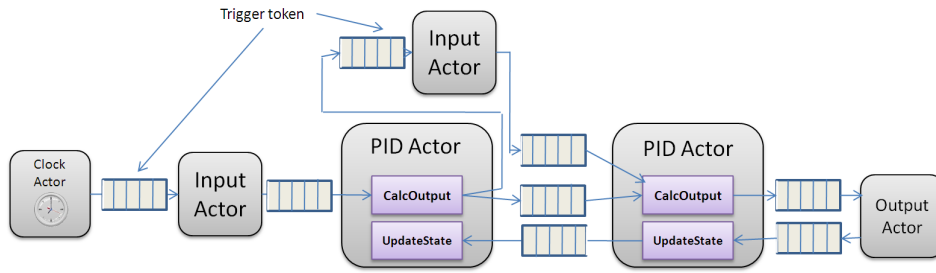 Trigger token
Input
Actor
PID Actor
PID Actor
Clock
Actor
Input
Actor
CalcOutput
CalcOutput
Output
Actor
UpdateState
UpdateState